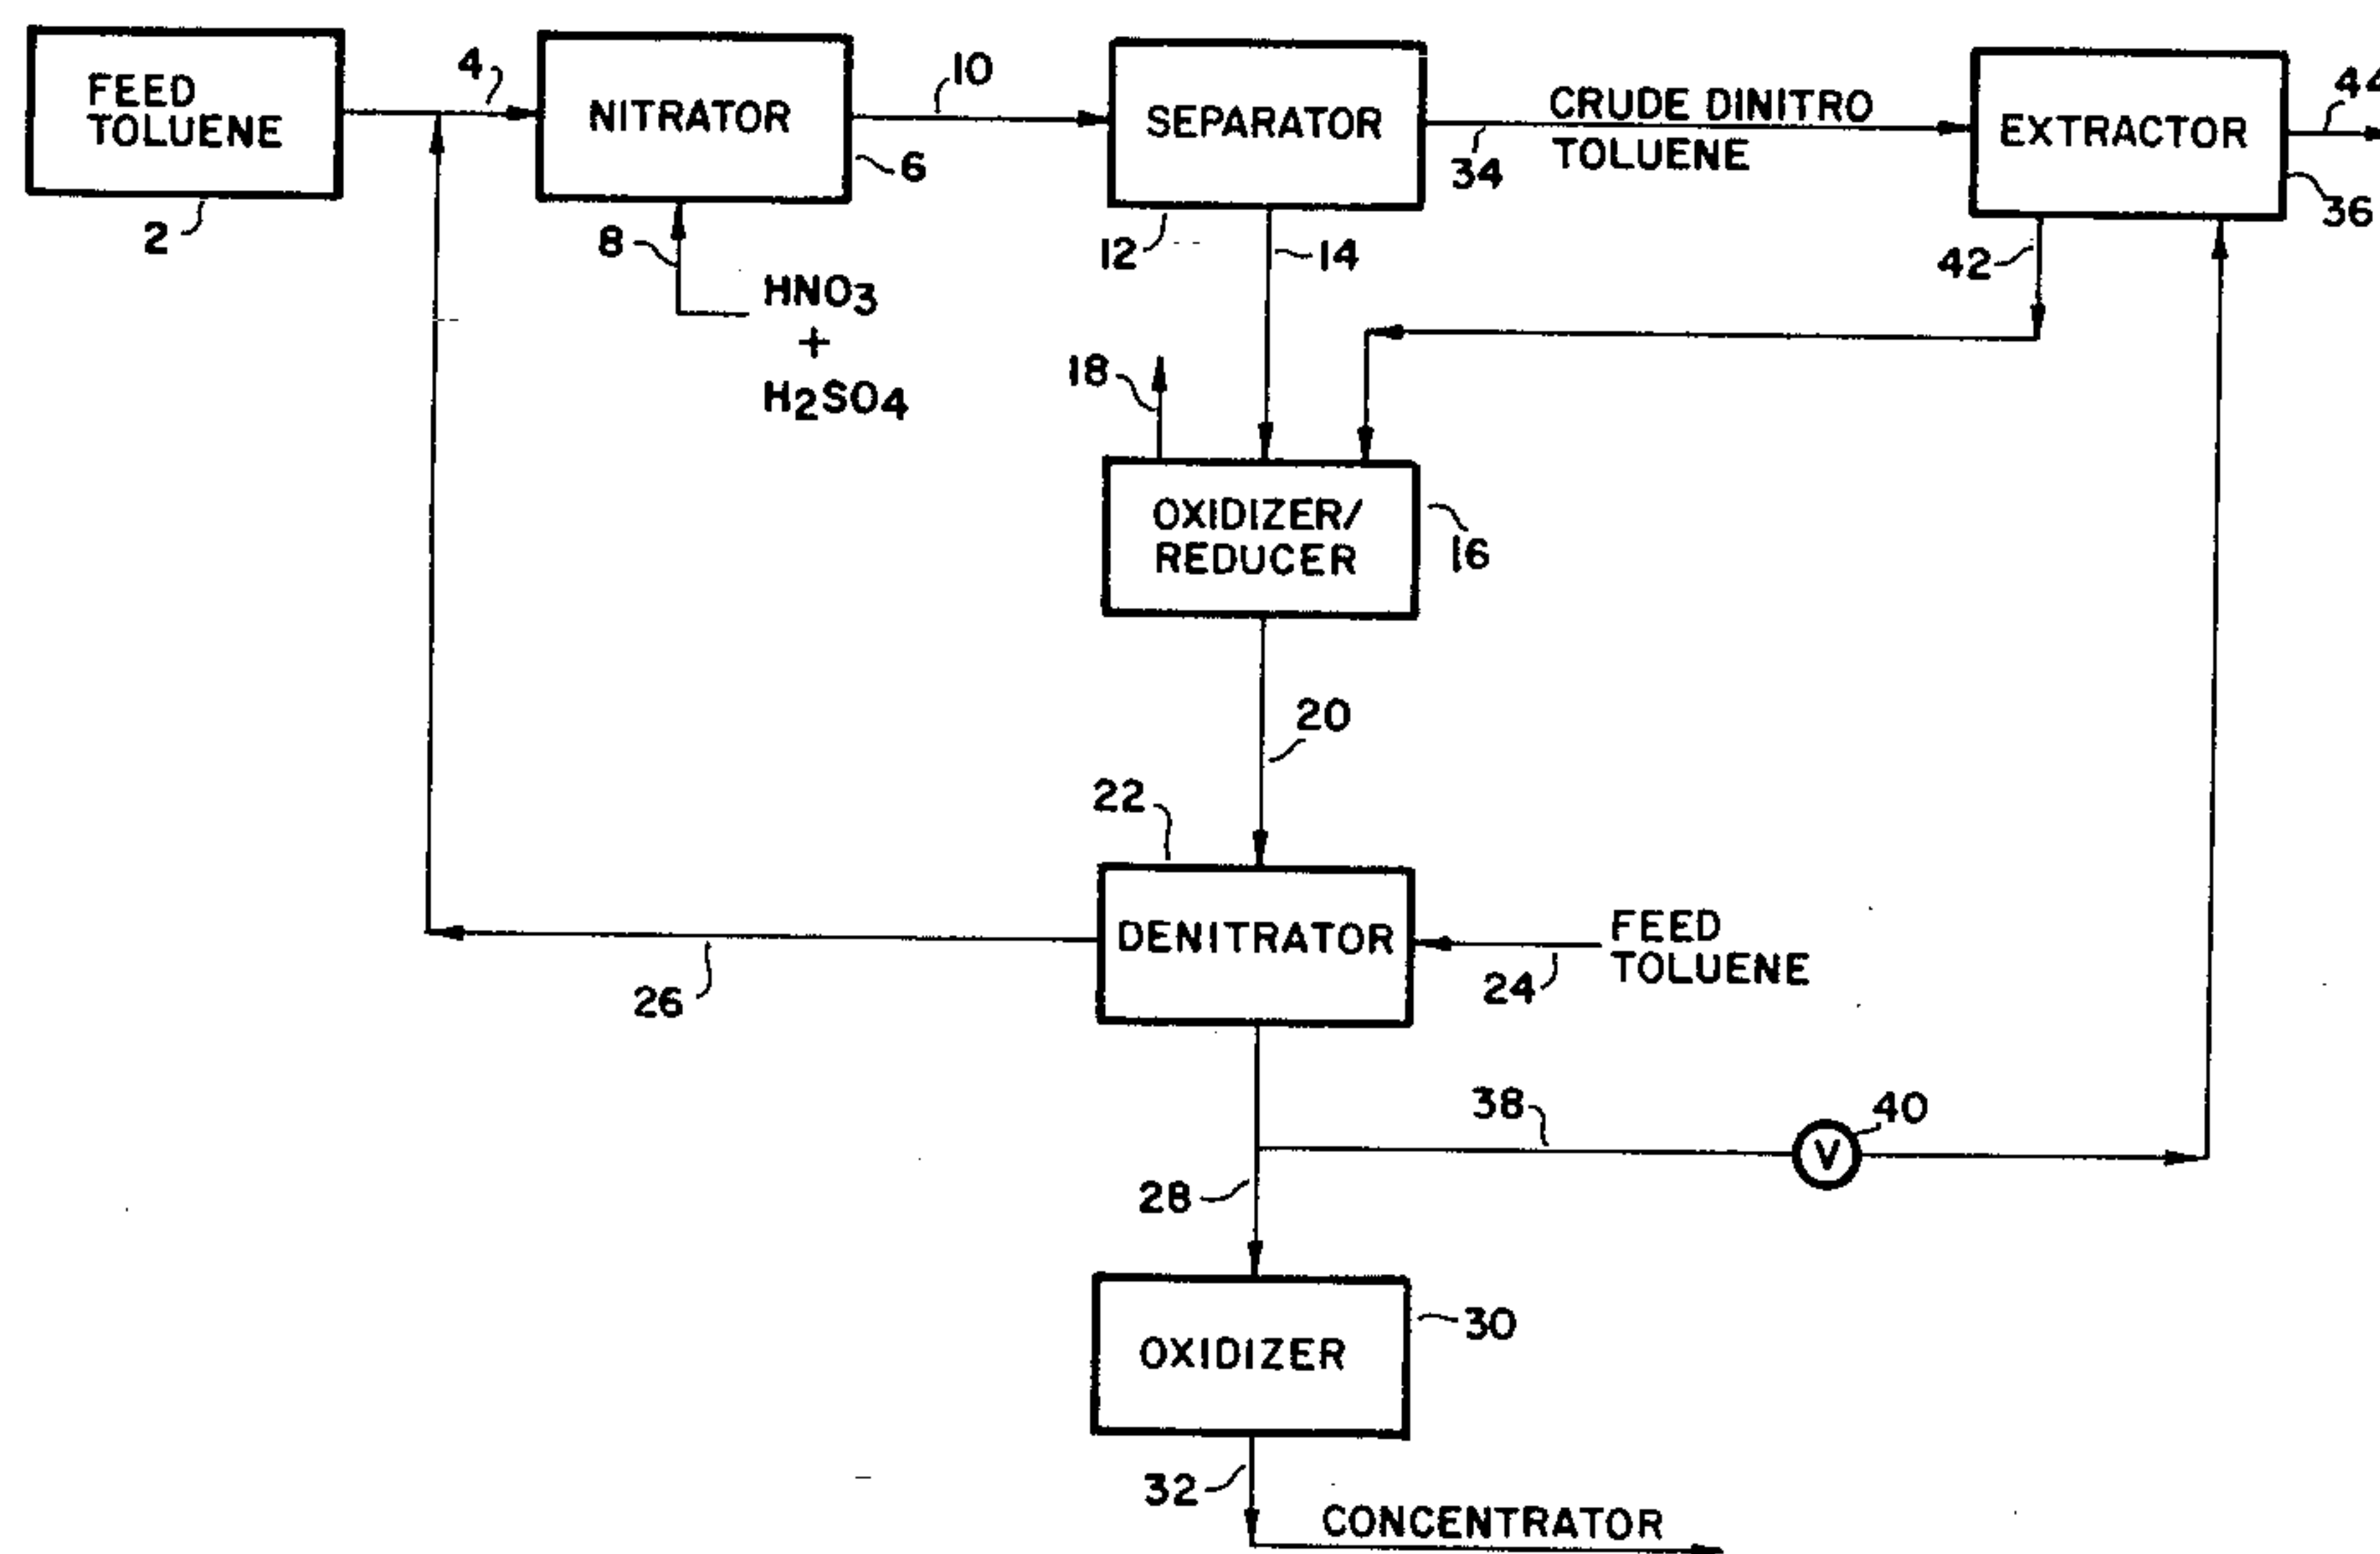 FEED
TOLUENE
2
4
NITRATOR
6
8
HNO3
+
H2SO4
10
SEPARATOR
12
14
CRUDE DINITRO
TOLUENE
34
EXTRACTOR
44
36
42
18
OXIDIZER/
REDUCER
16
20
22
DENITRATOR
FEED
TOLUENE
24
26
38
40
V
28
OXIDIZER
30
32
CONCENTRATOR